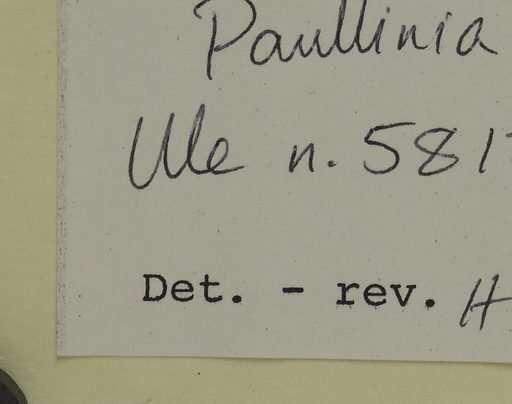 Paullinia
Ule n. 581
Det. - rev. H